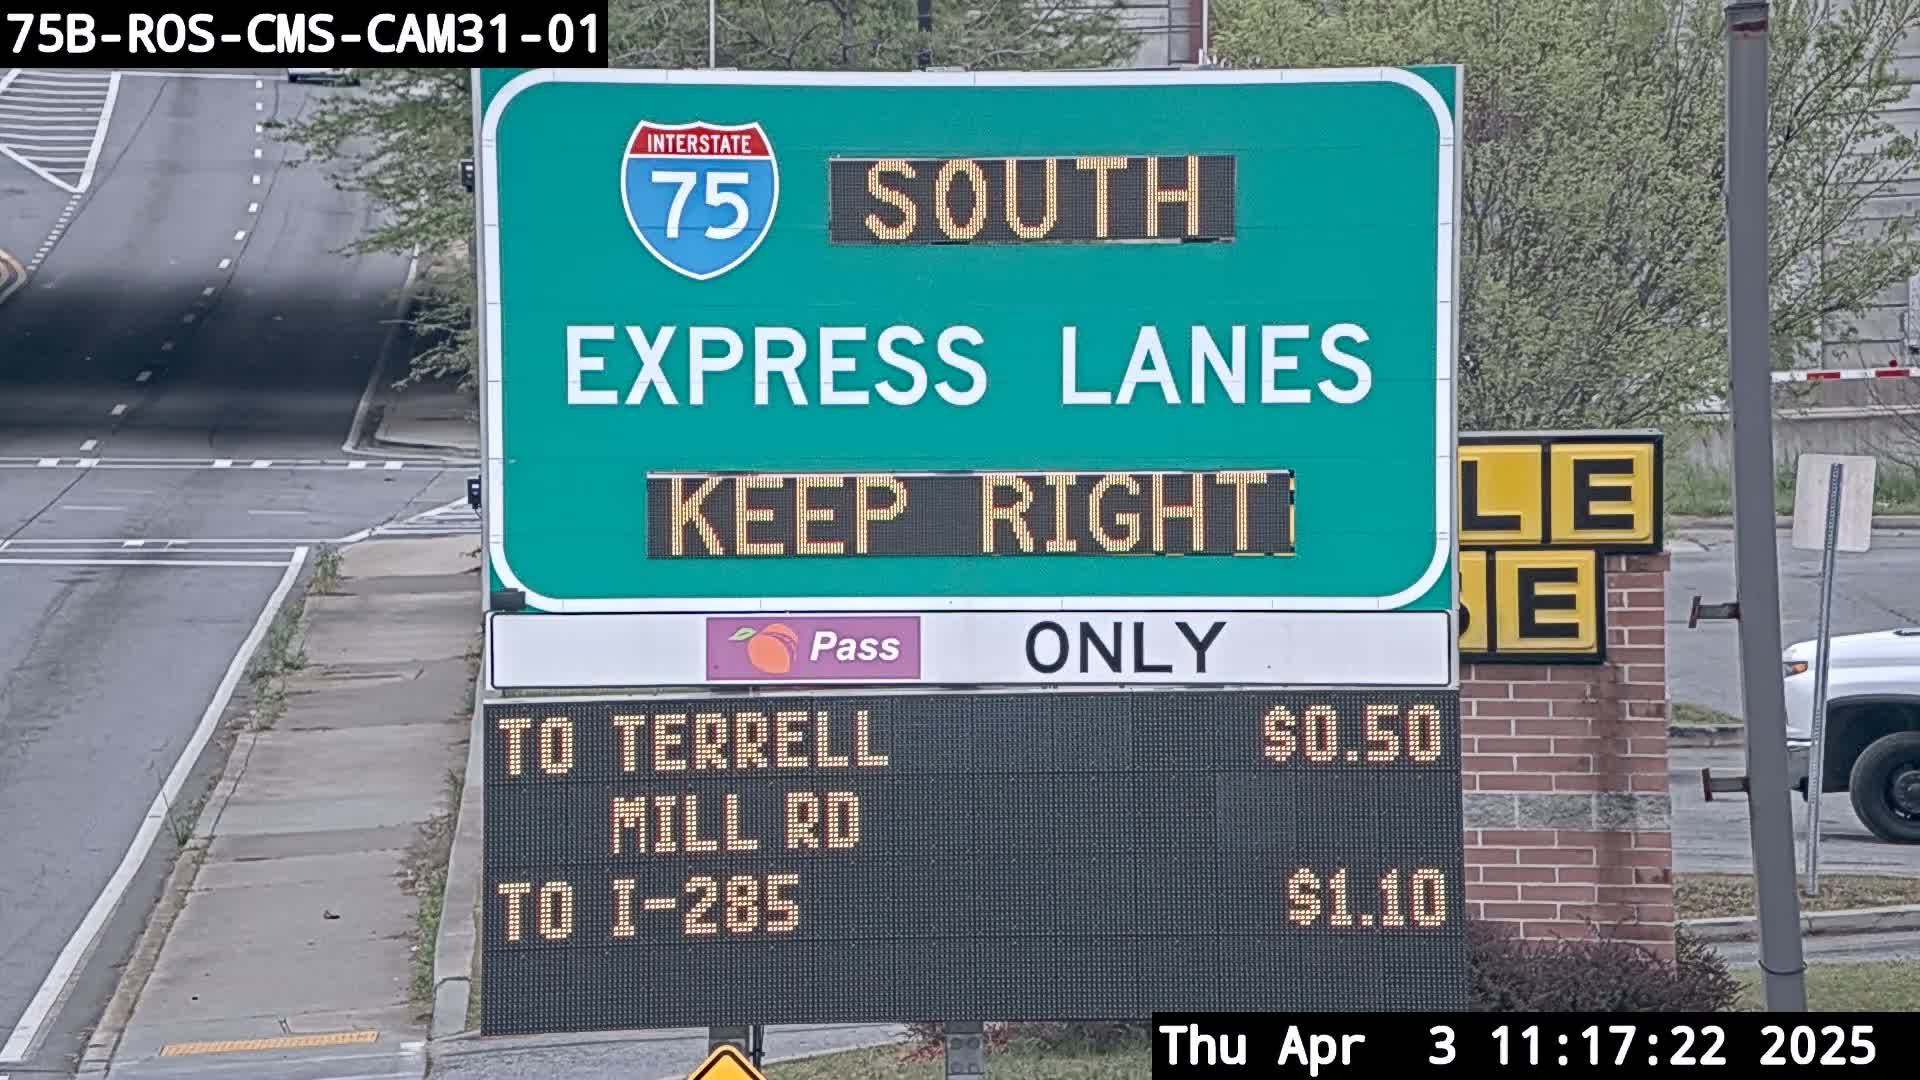 75B-ROS-CMS-CAM31-01
INTERSTATE
75
SOUTH
EXPRESS LANES
KEEP RIGHT
Pass
ONLY
TO TERRELL $0.50
MILL RD
TO I-285 $1.10
LE
E
Thu Apr 3 11:17:22 2025